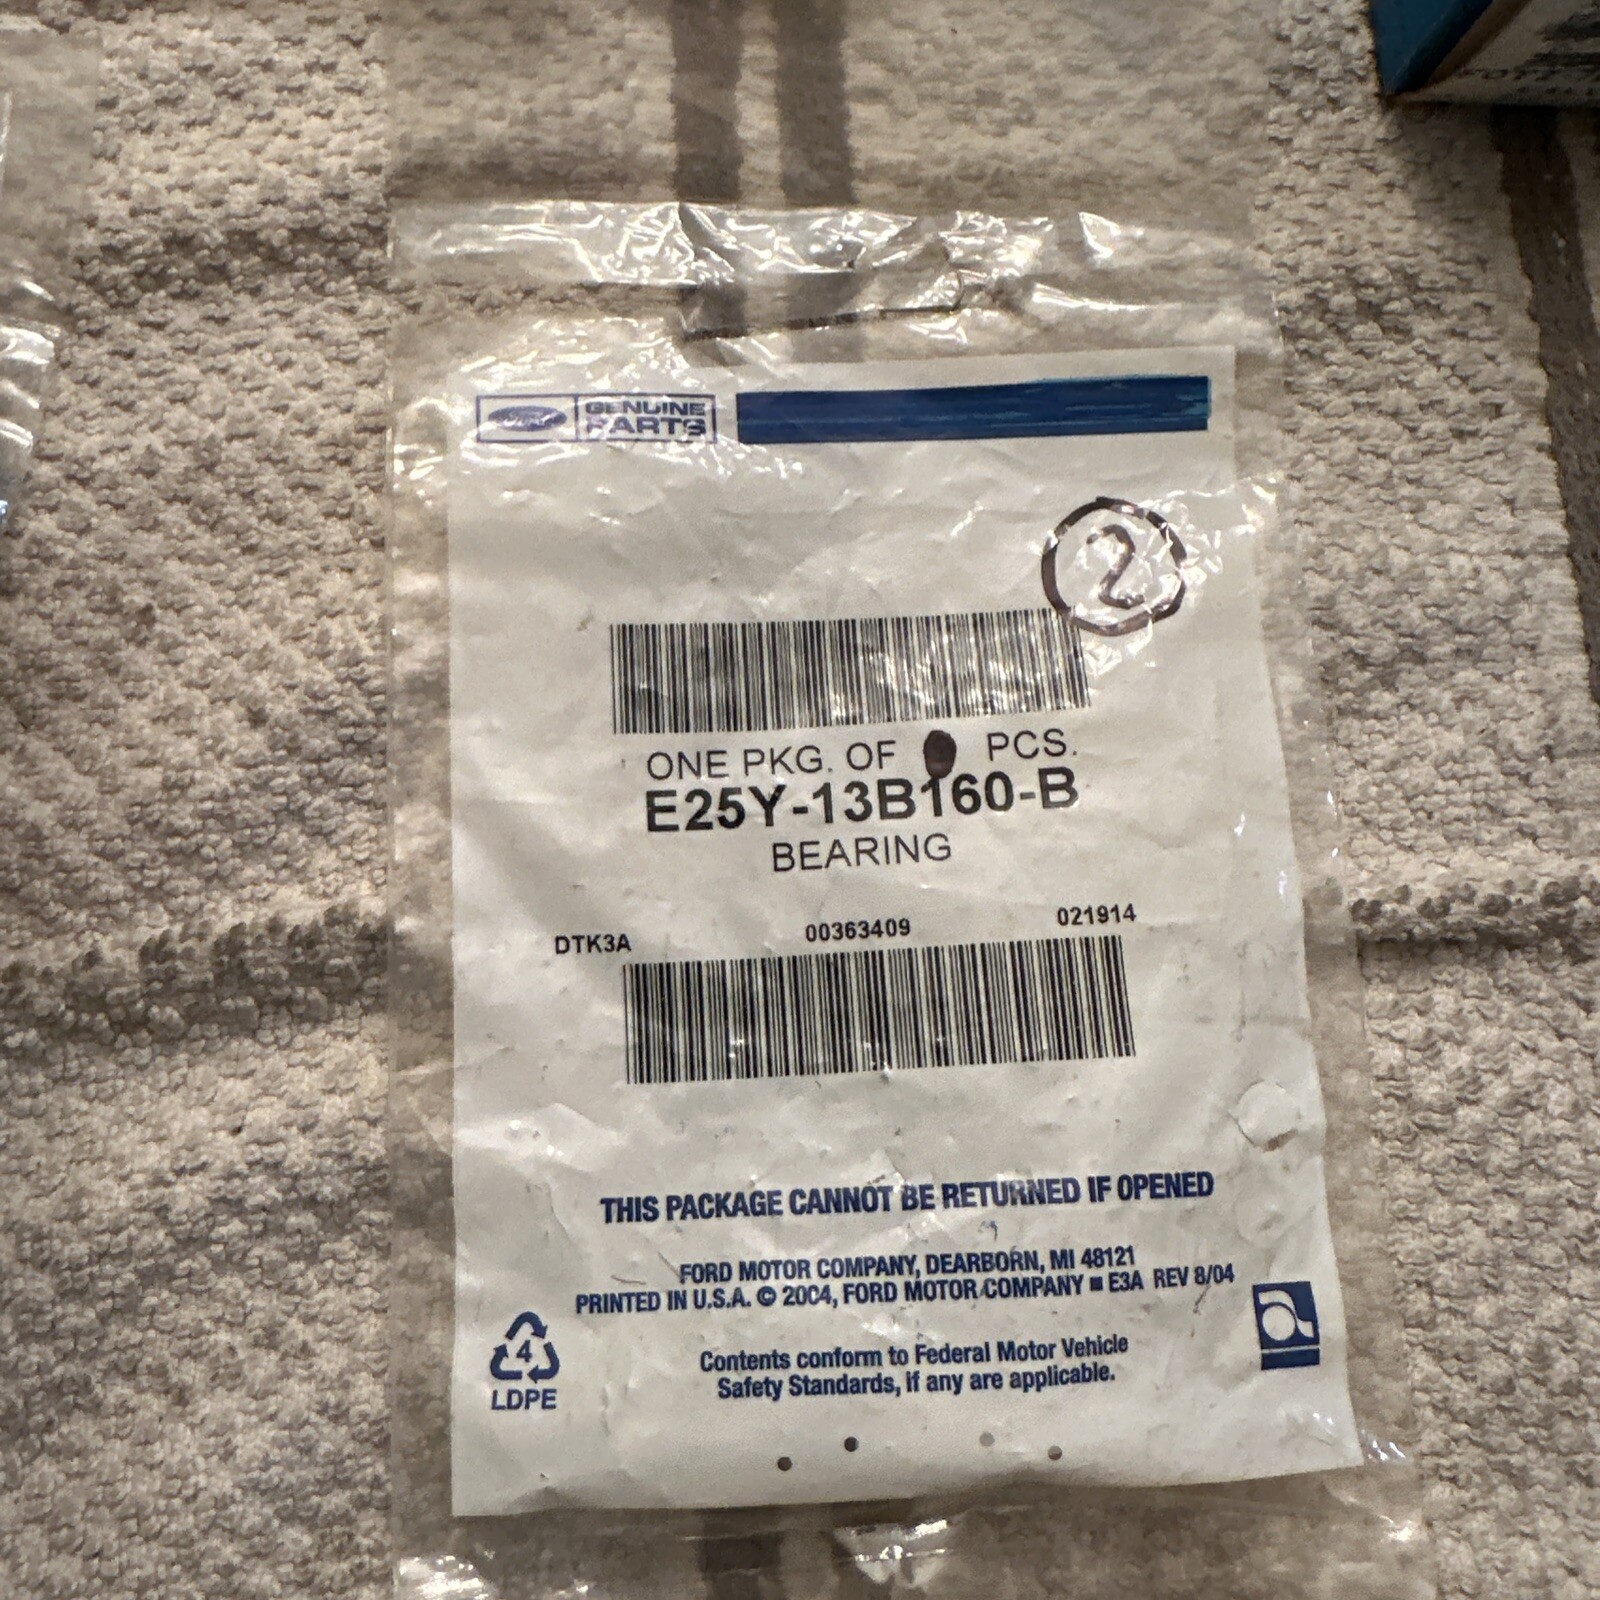 Ford GENUINE
PARTS
2
ONE PKG. OF PCS.
E25Y-13B160-B
BEARING
DTK3A 00363409 021914
THIS PACKAGE CANNOT BE RETURNED IF OPENED
FORD MOTOR COMPANY, DEARBORN, MI 48121
PRINTED IN U.S.A. © 2004, FORD MOTOR COMPANY ■ E3A REV 8/04
4
LDPE
Contents conform to Federal Motor Vehicle
Safety Standards, if any are applicable.